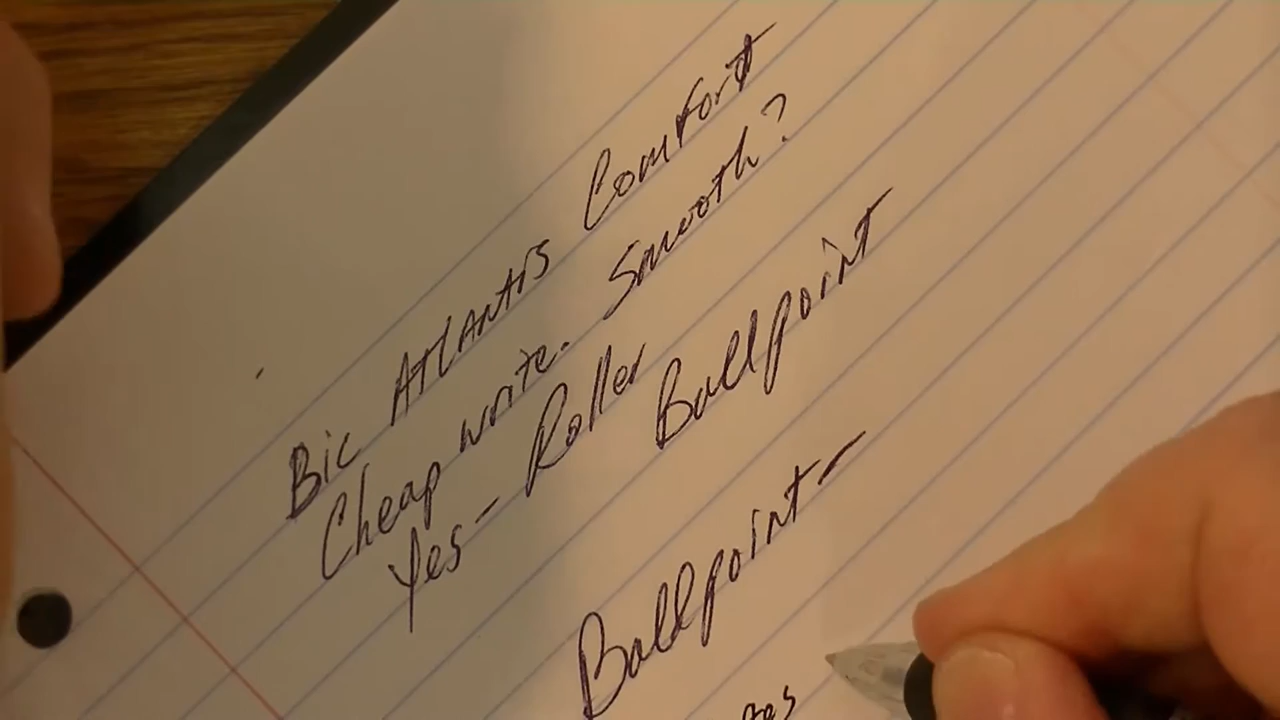 Bic Atlantis Comfort
Cheap write. Smooth?
Yes - Roller Ballpoint
Ballpoint -